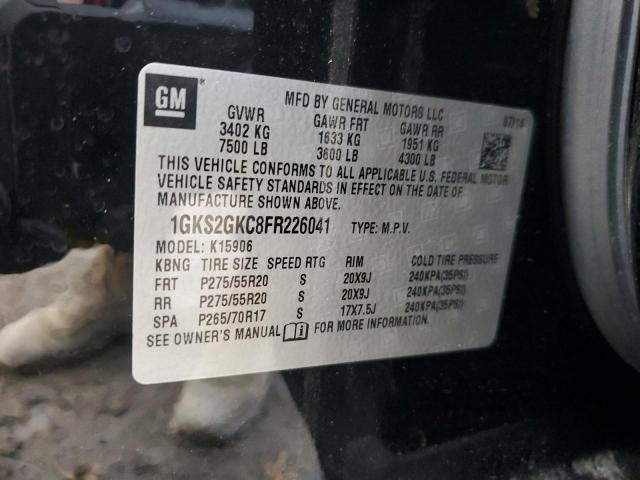 GM
MFD BY GENERAL MOTORS LLC
GVWR GAWR FRT GAWR RR
3402 KG 1633 KG 1951 KG
7500 LB 3600 LB 4300 LB
THIS VEHICLE CONFORMS TO ALL APPLICABLE U.S. FEDERAL MOTOR
VEHICLE SAFETY STANDARDS IN EFFECT ON THE DATE OF
MANUFACTURE SHOWN ABOVE.
1GKS2GKC8FR226041 TYPE: M.P.V.
MODEL: K15906
KBNG TIRE SIZE SPEED RTG RIM COLD TIRE PRESSURE
FRT P275/55R20 S 20X9J 240KPA(35PSI)
RR P275/55R20 S 20X9J 240KPA(35PSI)
SPA P265/70R17 S 17X7.5J 240KPA(35PSI)
SEE OWNER'S MANUAL FOR MORE INFORMATION.